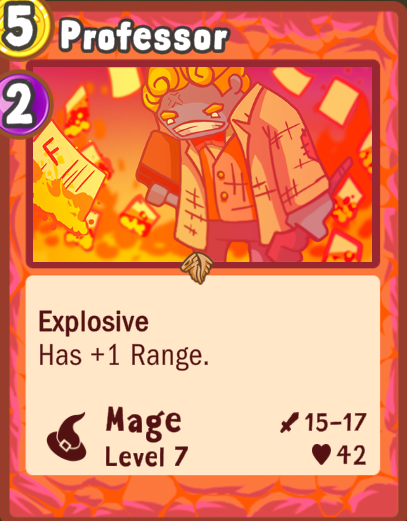 5
Professor
2
F
Explosive
Has +1 Range.
Mage
15–17
Level 7
42